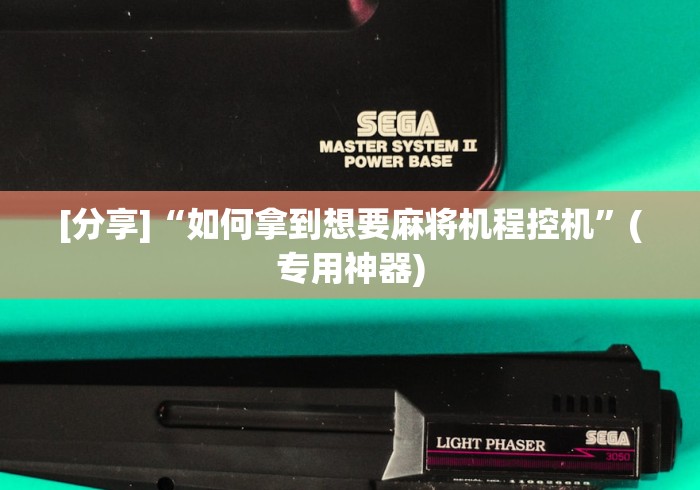 SEGA
MASTER SYSTEM II
POWER BASE
[分享]“如何拿到想要麻将机程控机”(
专用神器)
LIGHT PHASER
SEGA
3050